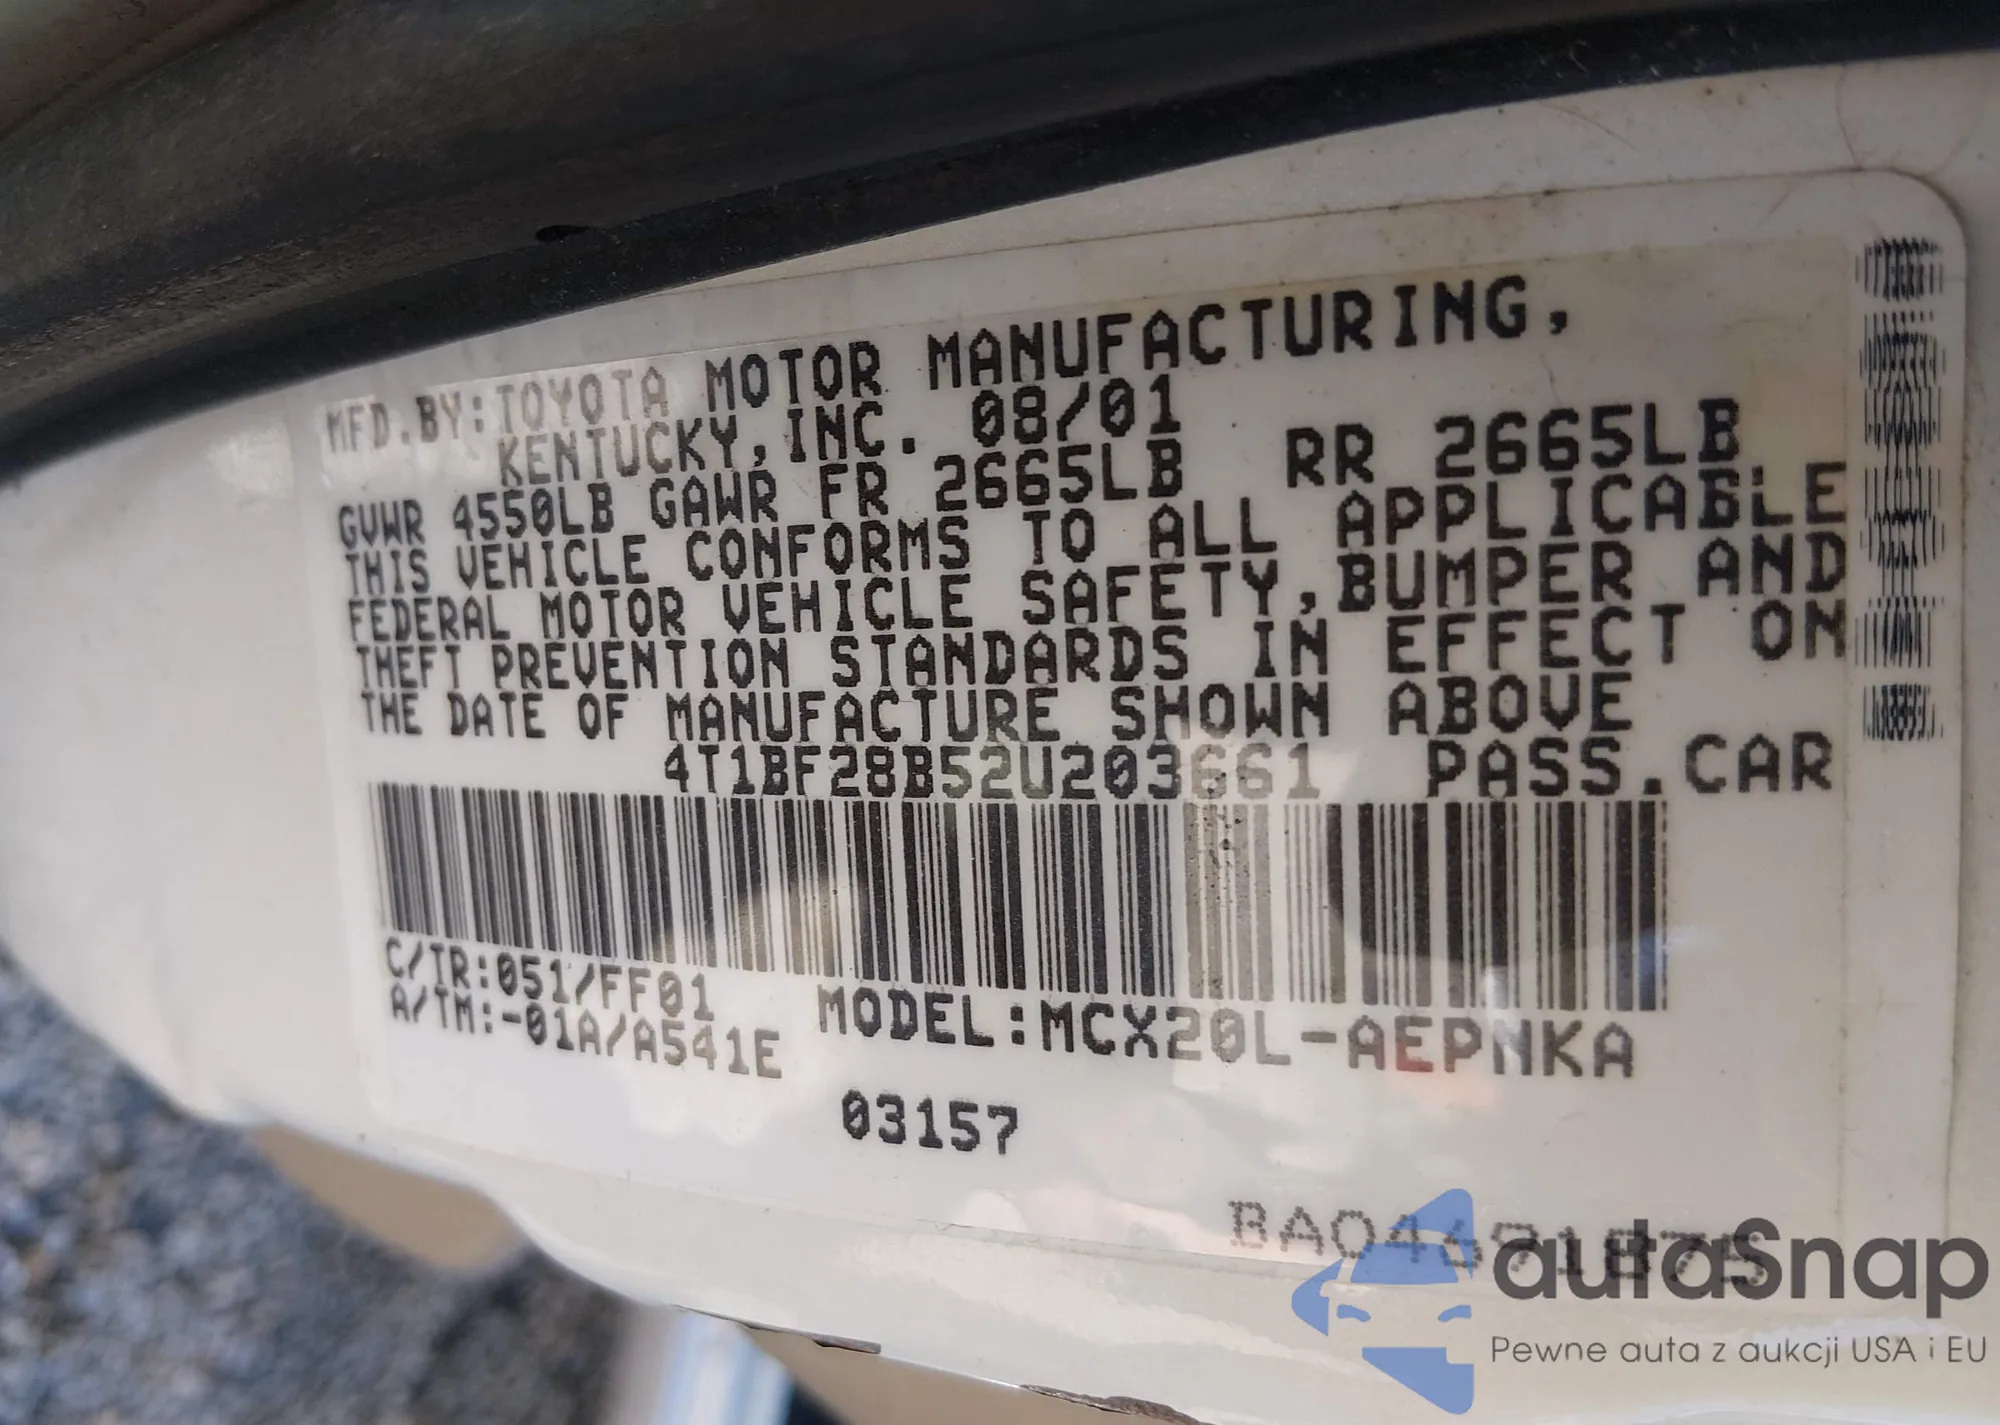 MFD.BY:TOYOTA MOTOR MANUFACTURING,
KENTUCKY,INC. 08/01
GVWR 4550LB GAWR FR 2665LB RR 2665LB
THIS VEHICLE CONFORMS TO ALL APPLICABLE
FEDERAL MOTOR VEHICLE SAFETY,BUMPER AND
THEFT PREVENTION STANDARDS IN EFFECT ON
THE DATE OF MANUFACTURE SHOWN ABOVE
4T1BF28B52U203661 PASS.CAR
C/TR:051/FF01
A/TM:-01A/A541E MODEL:MCX20L-AEPNKA
03157
autaSnap
Pewne auta z aukcji USA i EU